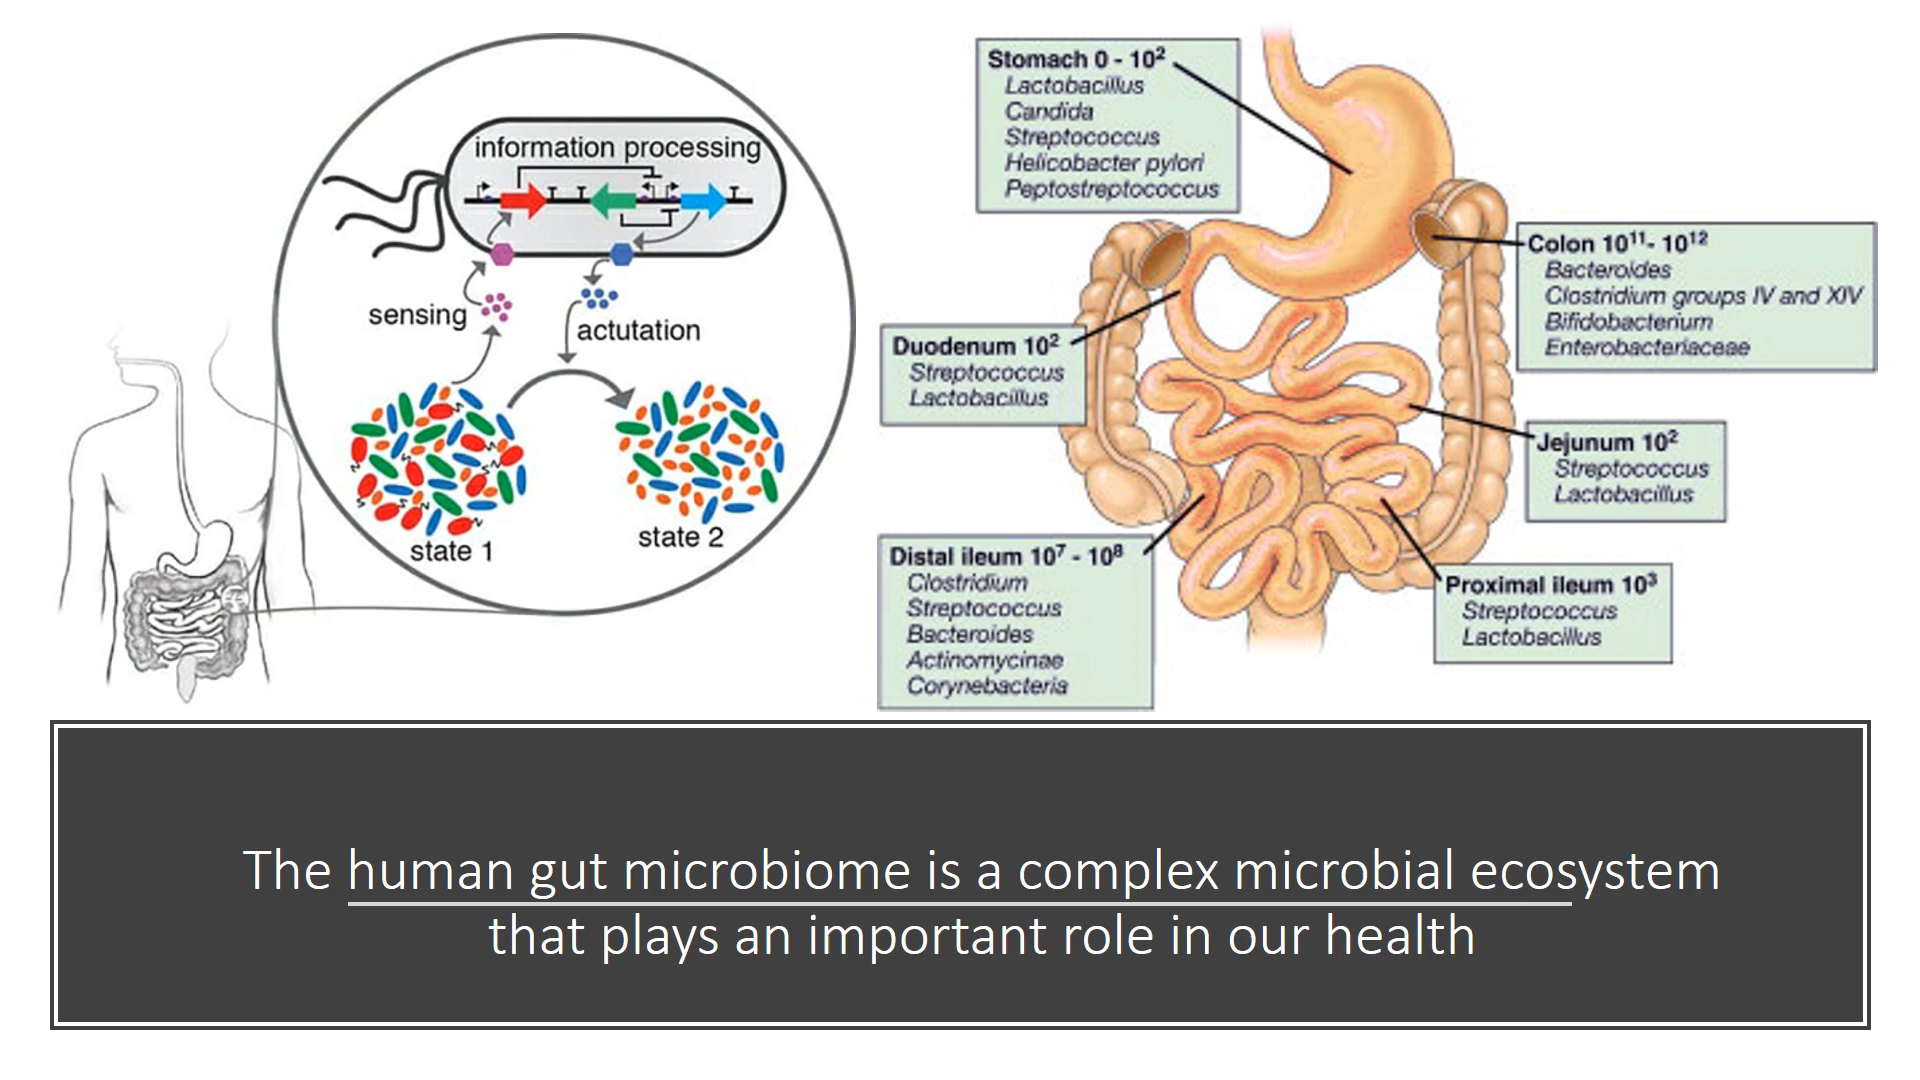 information processing
sensing
actutation
state 1
state 2
Stomach 0 - 10²
Lactobacillus
Candida
Streptococcus
Helicobacter pylori
Peptostreptococcus
Colon 10¹¹- 10¹²
Bacteroides
Clostridium groups IV and XIV
Bifidobacterium
Enterobacteriaceae
Duodenum 10²
Streptococcus
Lactobacillus
Jejunum 10²
Streptococcus
Lactobacillus
Distal ileum 10⁷ - 10⁸
Clostridium
Streptococcus
Bacteroides
Actinomycinae
Corynebacteria
Proximal ileum 10³
Streptococcus
Lactobacillus
The human gut microbiome is a complex microbial ecosystem
that plays an important role in our health